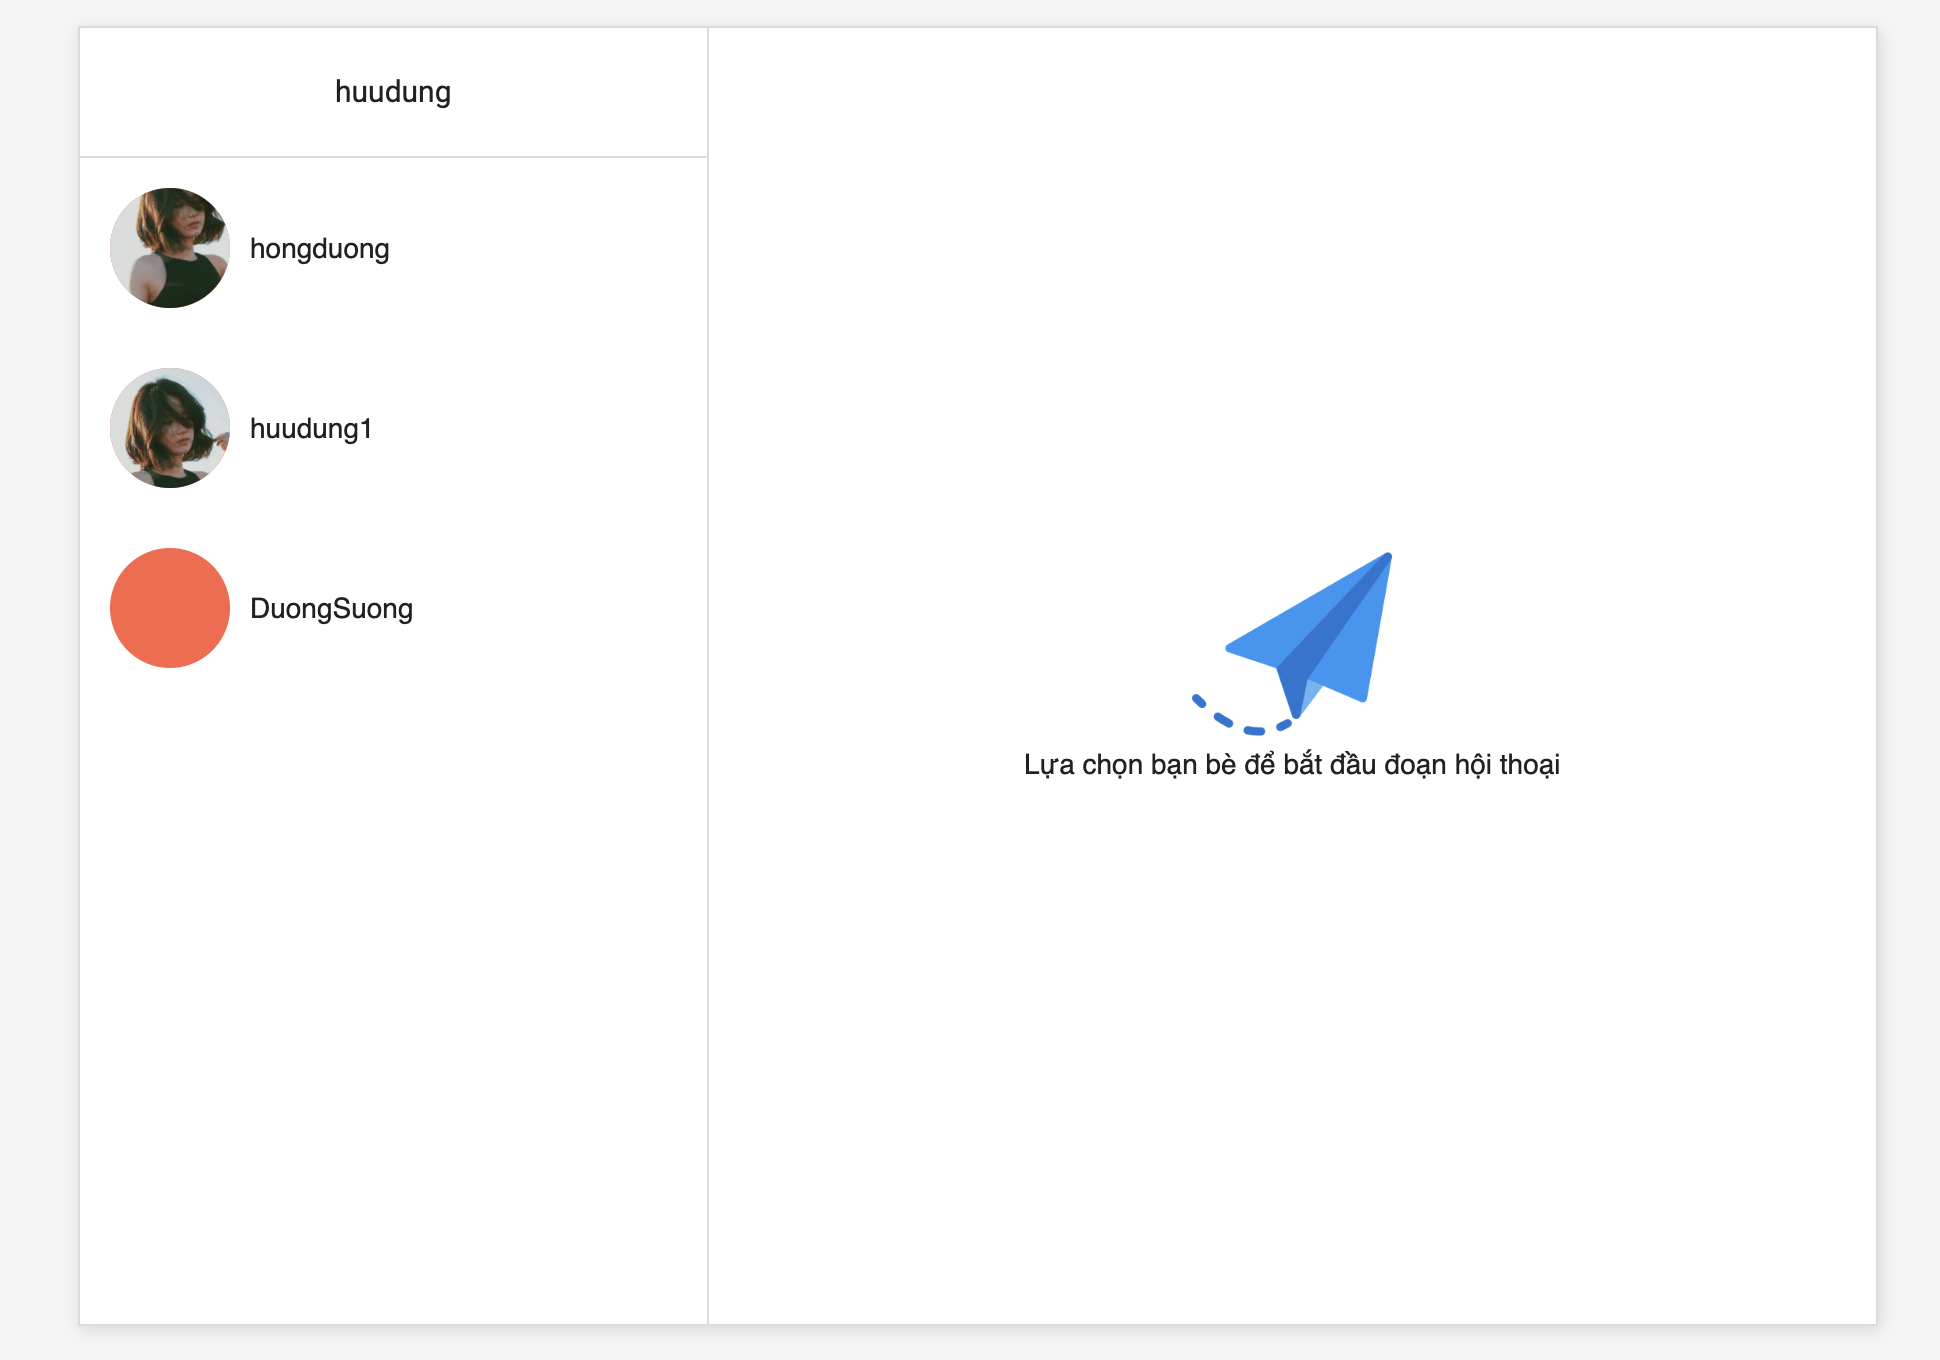 huudung
hongduong
huudung1
DuongSuong
Lựa chọn bạn bè để bắt đầu đoạn hội thoại